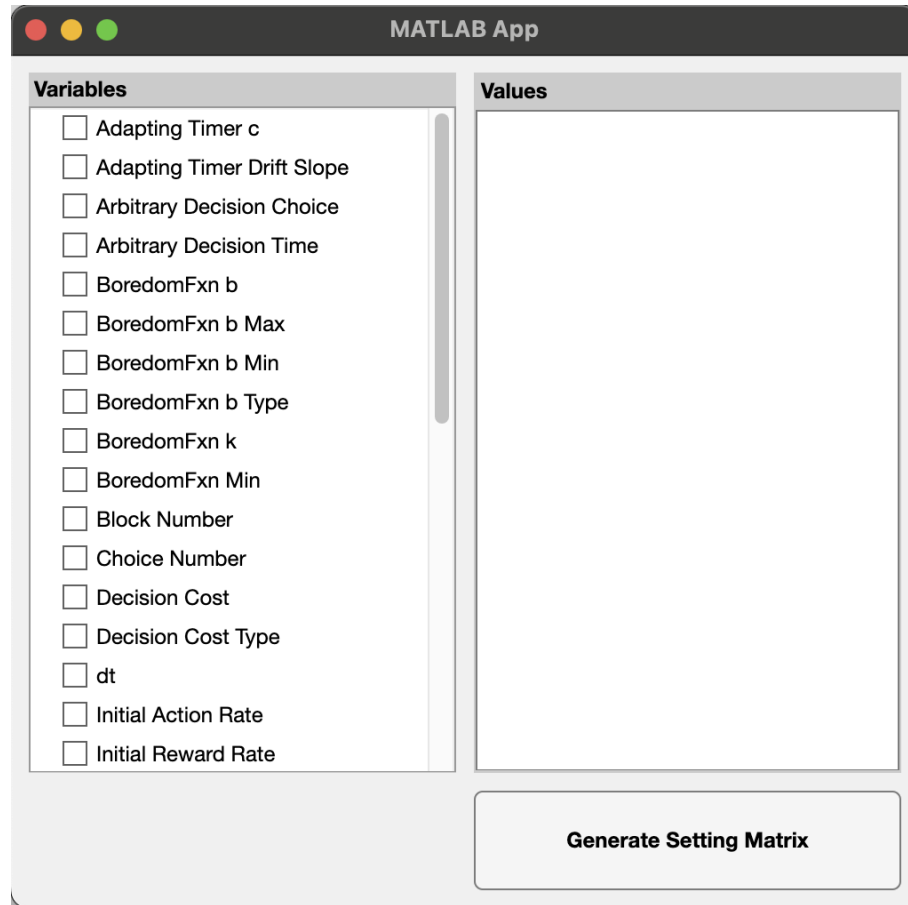 MATLAB App
Variables
Adapting Timer c
Adapting Timer Drift Slope
Arbitrary Decision Choice
Arbitrary Decision Time
BoredomFxn b
BoredomFxn b Max
BoredomFxn b Min
BoredomFxn b Type
BoredomFxn k
BoredomFxn Min
Block Number
Choice Number
Decision Cost
Decision Cost Type
dt
Initial Action Rate
Initial Reward Rate
Values
Generate Setting Matrix